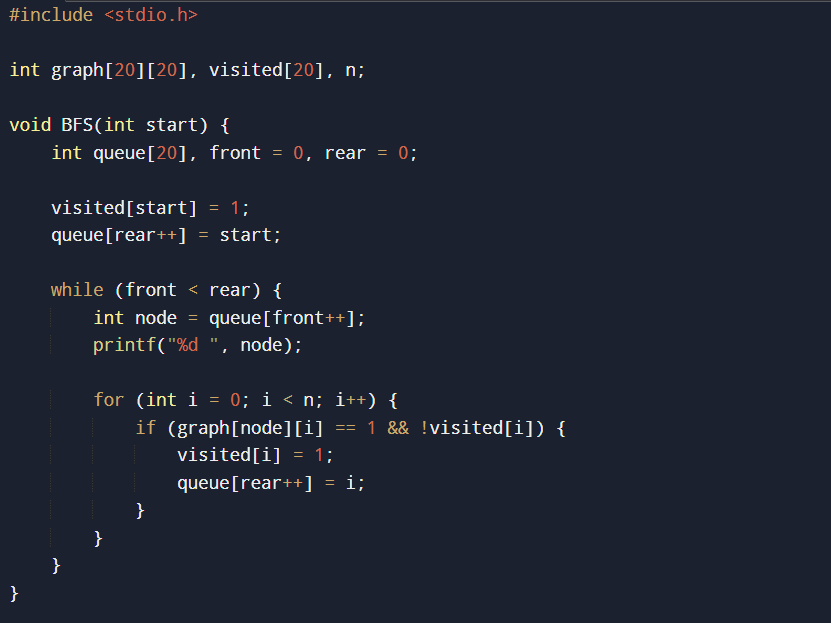 #include <stdio.h>
int graph[20][20], visited[20], n;
void BFS(int start) {
    int queue[20], front = 0, rear = 0;
    visited[start] = 1;
    queue[rear++] = start;
    while (front < rear) {
        int node = queue[front++];
        printf("%d ", node);
        for (int i = 0; i < n; i++) {
            if (graph[node][i] == 1 && !visited[i]) {
                visited[i] = 1;
                queue[rear++] = i;
            }
        }
    }
}